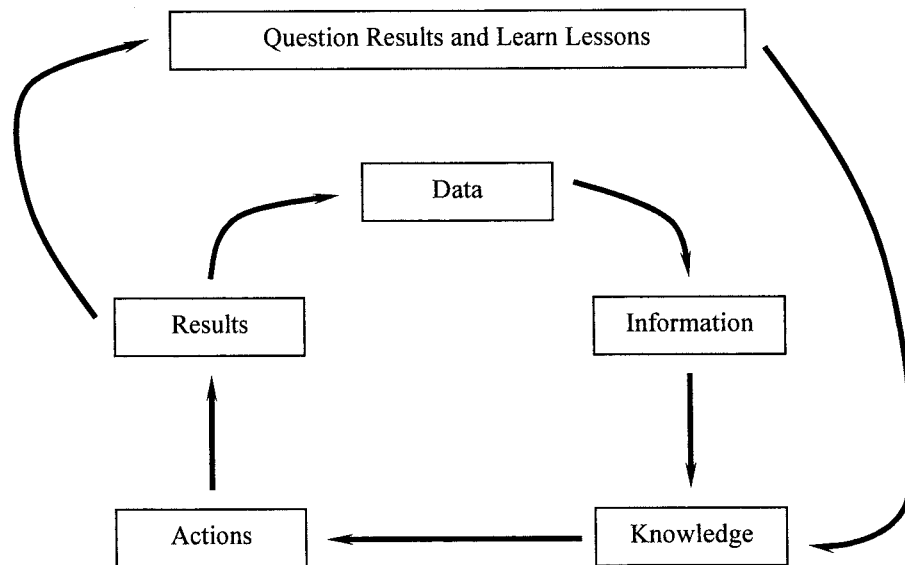 Question Results and Learn Lessons
Data
Results
Information
Actions
Knowledge